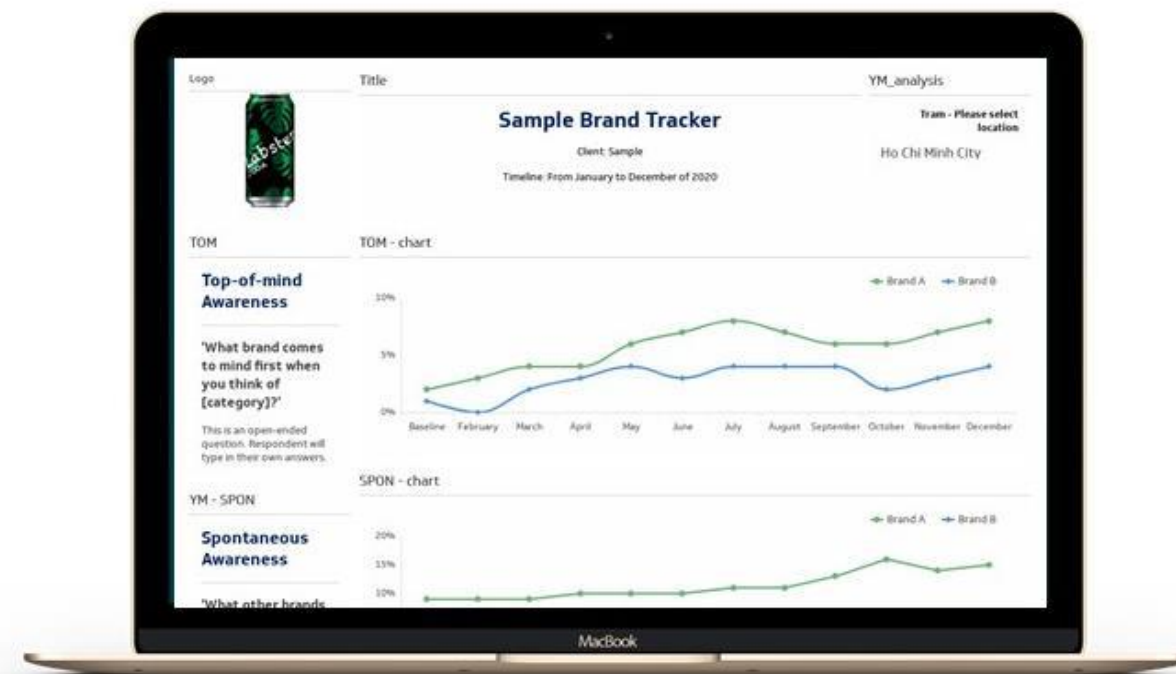 Logo
Title
YM_analysis
Sample Brand Tracker
Client: Sample
Timeline: From January to December of 2020
Tram - Please select
location
Ho Chi Minh City
TOM
TOM - chart
Top-of-mind
Awareness
'What brand comes
to mind first when
you think of
[category]?'
This is an open-ended
question. Respondent will
type in their own answers.
Brand A
Brand B
10%
5%
0%
Baseline February March April May June July August September October November December
YM - SPON
SPON - chart
Spontaneous
Awareness
'What other brands
Brand A
Brand B
20%
15%
10%
MacBook